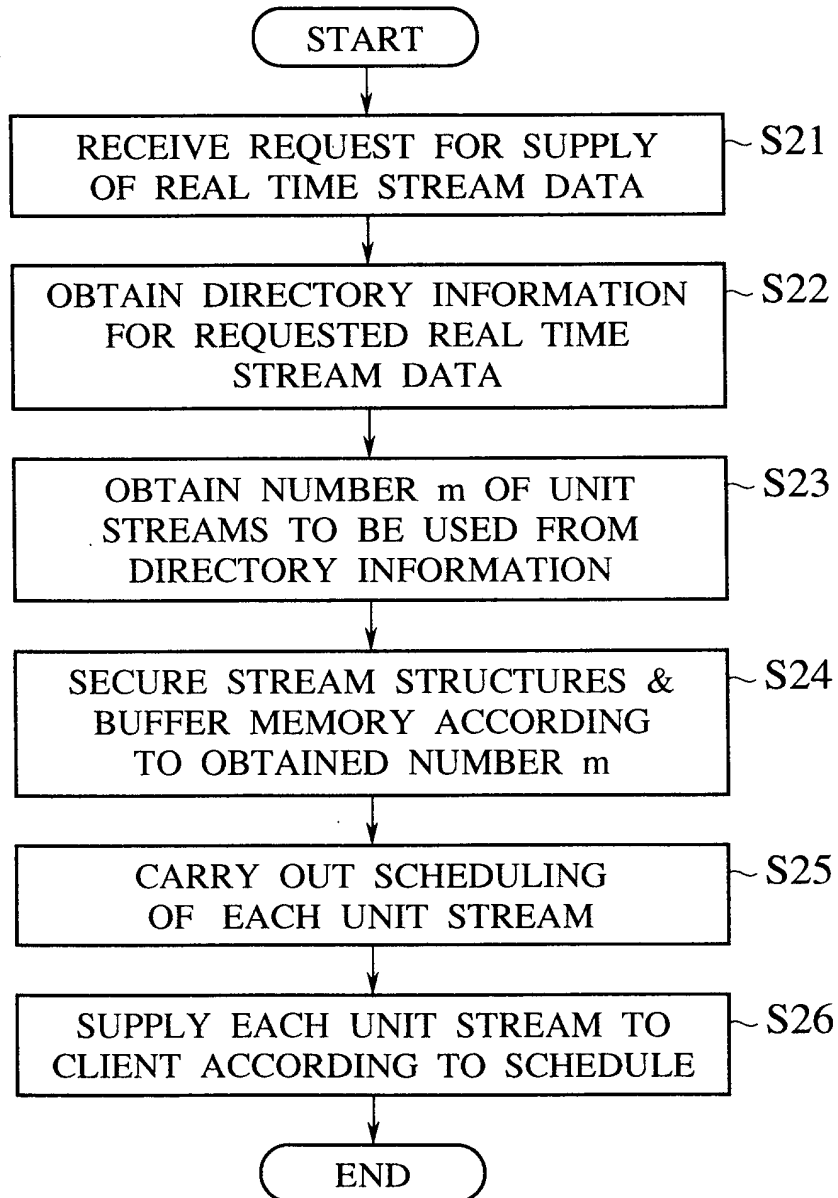 START
RECEIVE REQUEST FOR SUPPLY
OF REAL TIME STREAM DATA
S21
OBTAIN DIRECTORY INFORMATION
FOR REQUESTED REAL TIME
STREAM DATA
S22
OBTAIN NUMBER m OF UNIT
STREAMS TO BE USED FROM
DIRECTORY INFORMATION
S23
SECURE STREAM STRUCTURES &
BUFFER MEMORY ACCORDING
TO OBTAINED NUMBER m
S24
CARRY OUT SCHEDULING
OF EACH UNIT STREAM
S25
SUPPLY EACH UNIT STREAM TO
CLIENT ACCORDING TO SCHEDULE
S26
END